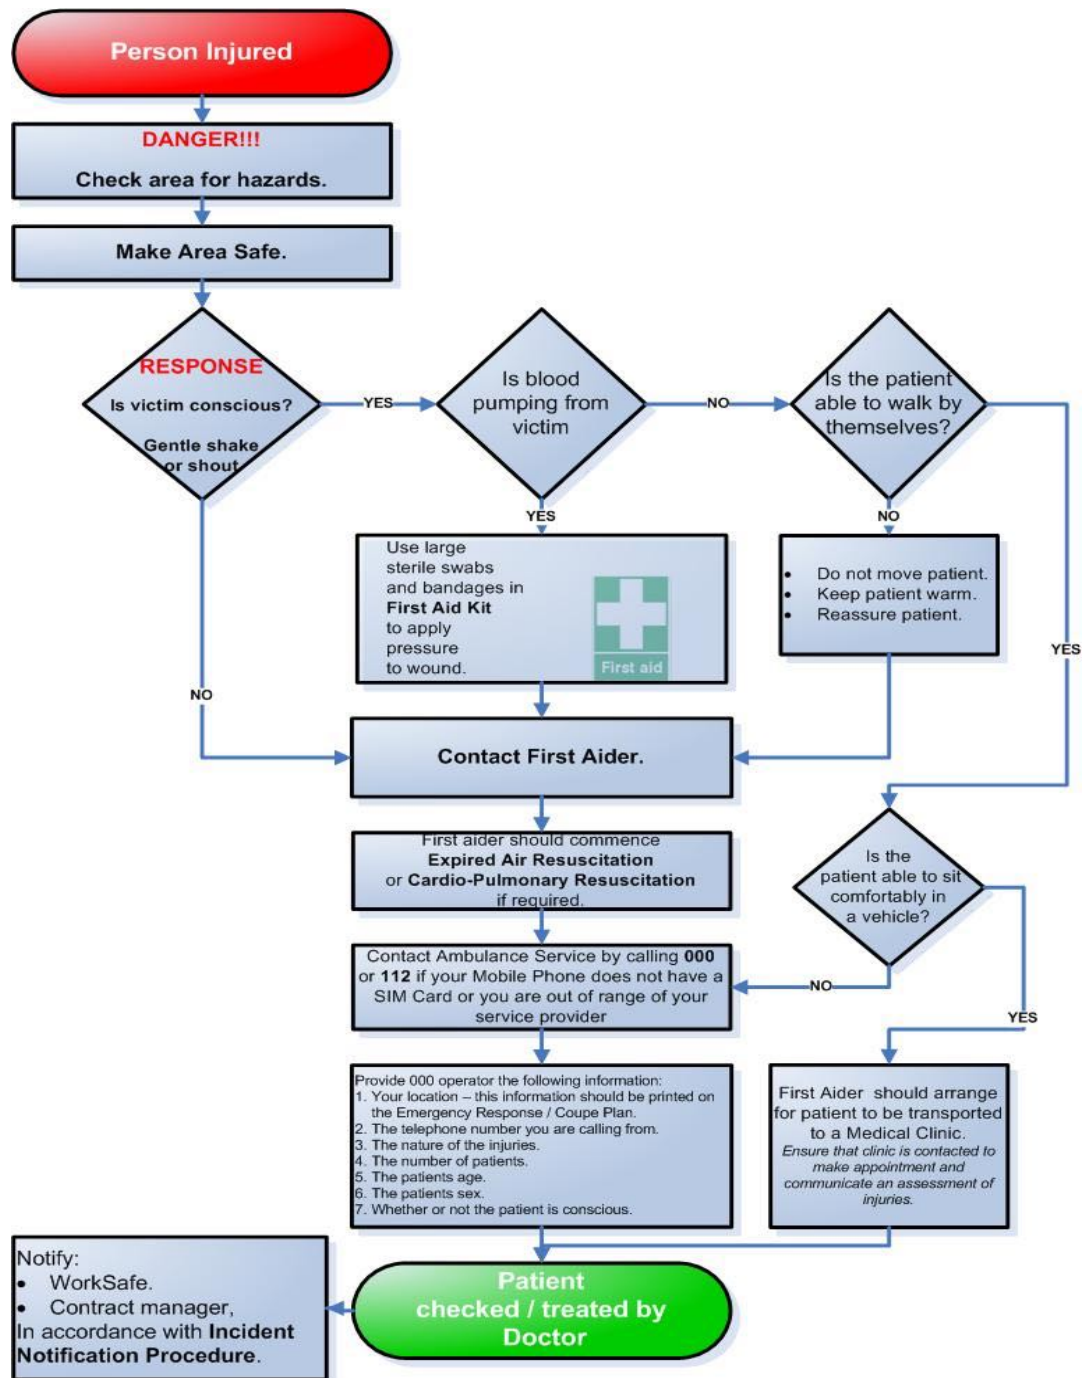 Person Injured
DANGER!!!
Check area for hazards.
Make Area Safe.
RESPONSE
Is victim conscious?
Gentle shake
or shout
YES
Is blood
pumping from
victim
NO
Is the patient
able to walk by
themselves?
YES
NO
YES
NO
Use large
sterile swabs
and bandages in
First Aid Kit
to apply
pressure
to wound.
First aid
• Do not move patient.
• Keep patient warm.
• Reassure patient.
Contact First Aider.
First aider should commence
Expired Air Resuscitation
or Cardio-Pulmonary Resuscitation
if required.
Is the
patient able to sit
comfortably in
a vehicle?
NO
YES
Contact Ambulance Service by calling 000
or 112 if your Mobile Phone does not have a
SIM Card or you are out of range of your
service provider
Provide 000 operator the following information:
1. Your location – this information should be printed on
the Emergency Response / Coupe Plan.
2. The telephone number you are calling from.
3. The nature of the injuries.
4. The number of patients.
5. The patients age.
6. The patients sex.
7. Whether or not the patient is conscious.
First Aider should arrange
for patient to be transported
to a Medical Clinic.
Ensure that clinic is contacted to
make appointment and
communicate an assessment of
injuries.
Patient
checked / treated by
Doctor
Notify:
• WorkSafe.
• Contract manager,
In accordance with Incident
Notification Procedure.